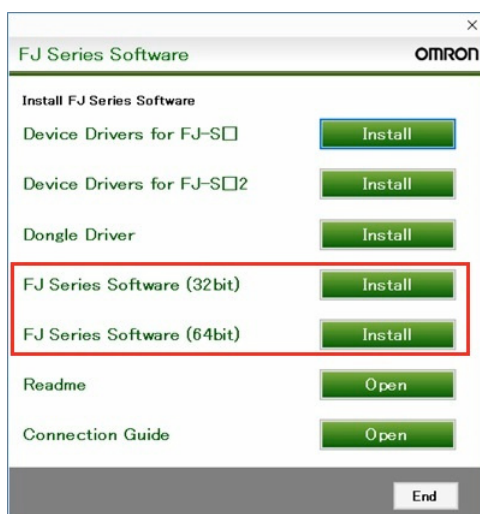 FJ Series Software OMRON
Install FJ Series Software
Device Drivers for FJ-S□ Install
Device Drivers for FJ-S□2 Install
Dongle Driver Install
FJ Series Software (32bit) Install
FJ Series Software (64bit) Install
Readme Open
Connection Guide Open
End